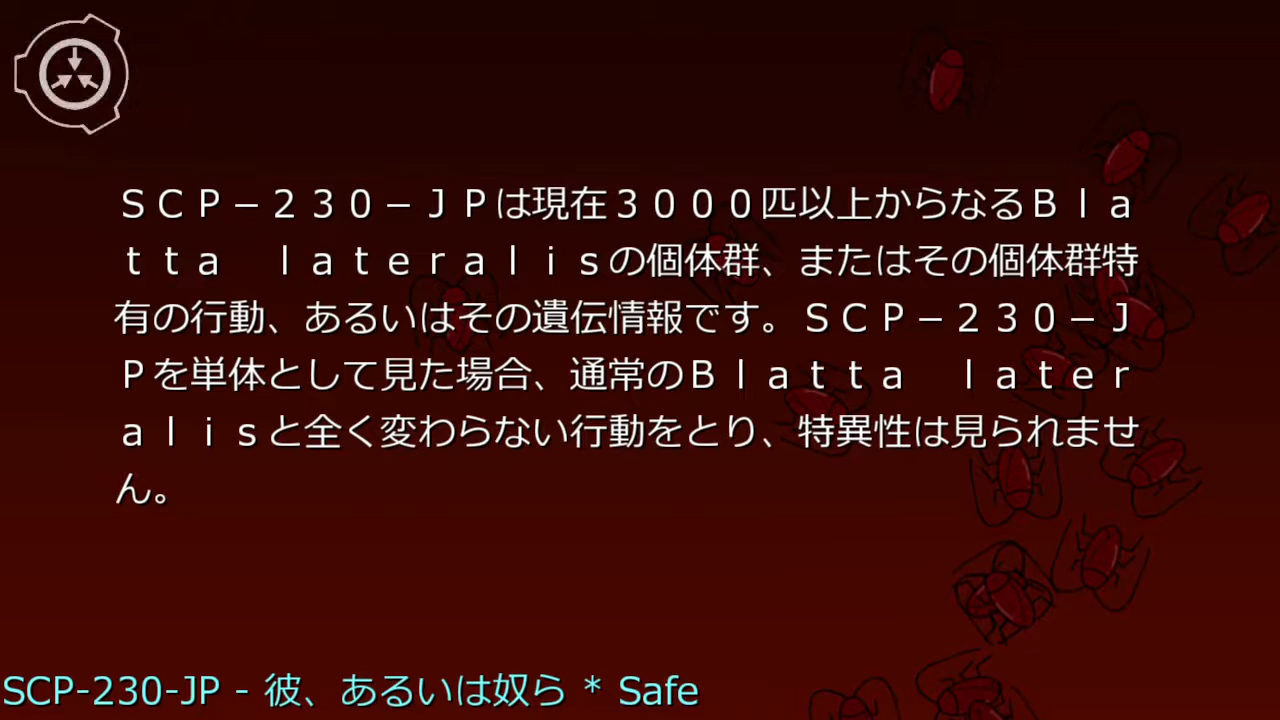 ＳＣＰ－２３０－ＪＰは現在３０００匹以上からなるＢｌａ
ｔｔａ　ｌａｔｅｒａｌｉｓの個体群、またはその個体群特
有の行動、あるいはその遺伝情報です。ＳＣＰ－２３０－Ｊ
Ｐを単体として見た場合、通常のＢｌａｔｔａ　ｌａｔｅｒ
ａｌｉｓと全く変わらない行動をとり、特異性は見られませ
ん。
SCP-230-JP - 彼、あるいは奴ら * Safe